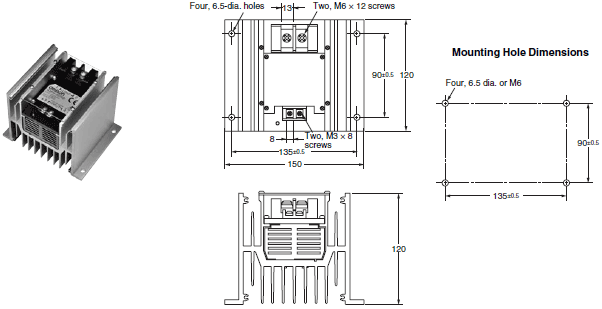 Four, 6.5-dia. holes
13
Two, M6 × 12 screws
90±0.5
120
8
Two, M3 × 8
screws
135±0.5
150
120
Mounting Hole Dimensions
Four, 6.5 dia. or M6
90±0.5
135±0.5